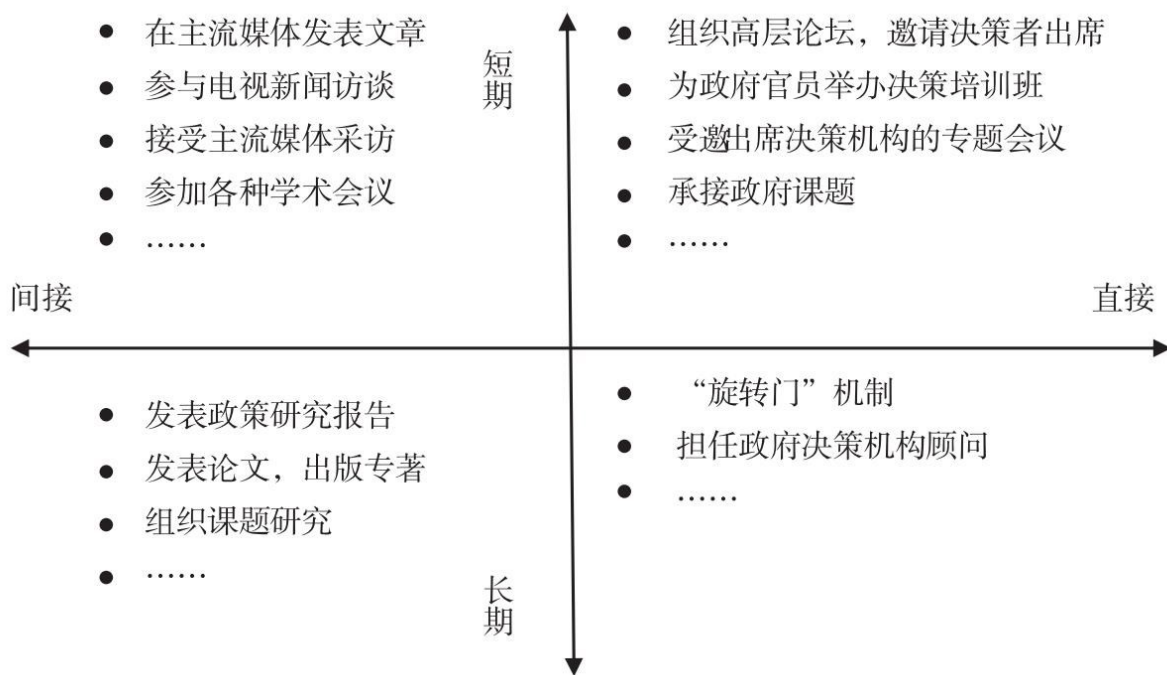 ● 在主流媒体发表文章
● 参与电视新闻访谈
● 接受主流媒体采访
● 参加各种学术会议
● ……
短期
● 组织高层论坛，邀请决策者出席
● 为政府官员举办决策培训班
● 受邀出席决策机构的专题会议
● 承接政府课题
● ……
间接
直接
● 发表政策研究报告
● 发表论文，出版专著
● 组织课题研究
● ……
长期
● “旋转门”机制
● 担任政府决策机构顾问
● ……